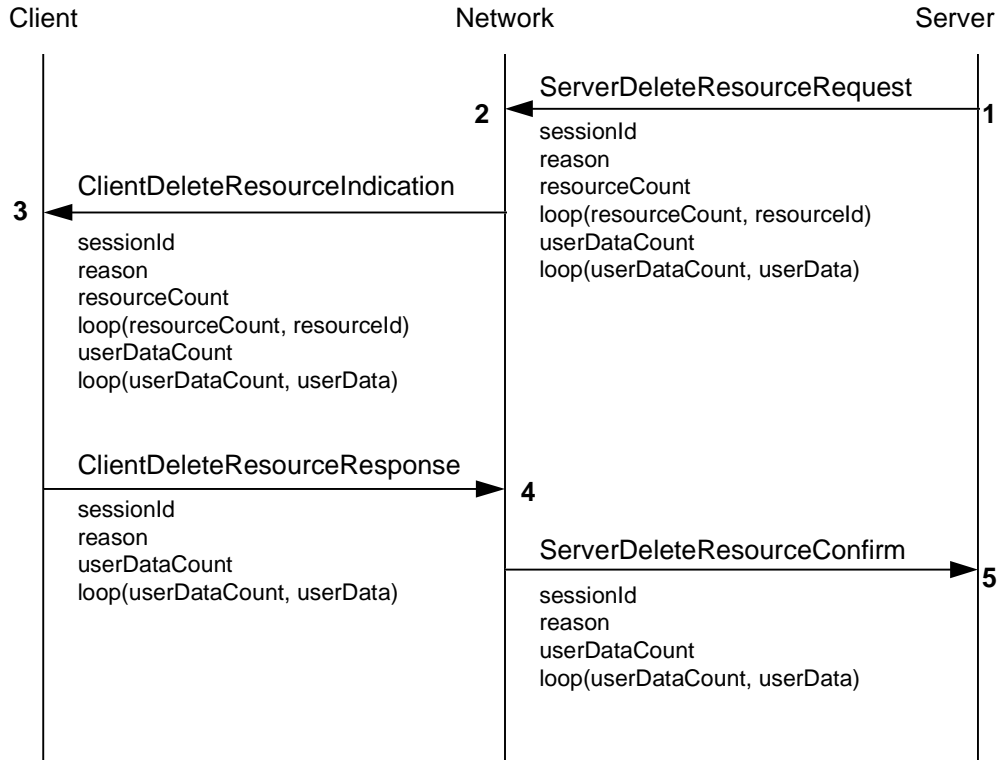 Client
Network
Server
ServerDeleteResourceRequest
2
1
sessionId
reason
resourceCount
loop(resourceCount, resourceId)
userDataCount
loop(userDataCount, userData)
ClientDeleteResourceIndication
3
sessionId
reason
resourceCount
loop(resourceCount, resourceId)
userDataCount
loop(userDataCount, userData)
ClientDeleteResourceResponse
4
sessionId
reason
userDataCount
loop(userDataCount, userData)
ServerDeleteResourceConfirm
5
sessionId
reason
userDataCount
loop(userDataCount, userData)